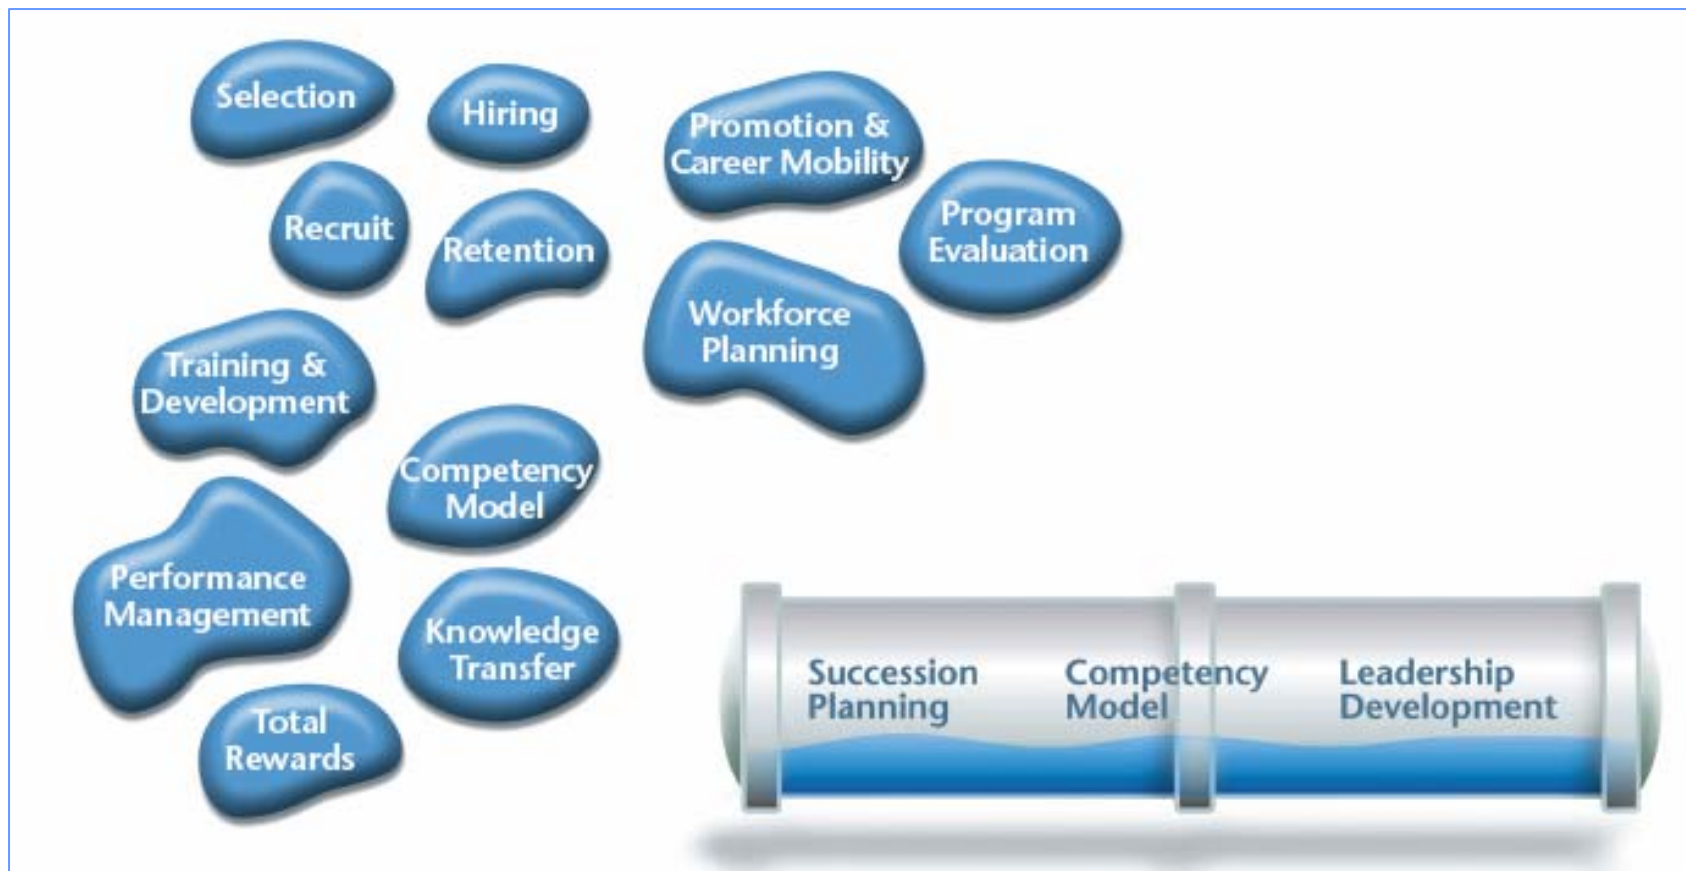 Selection
Hiring
Promotion &
Career Mobility
Recruit
Retention
Program
Evaluation
Workforce
Planning
Training &
Development
Competency
Model
Performance
Management
Knowledge
Transfer
Total
Rewards
Succession
Planning
Competency
Model
Leadership
Development